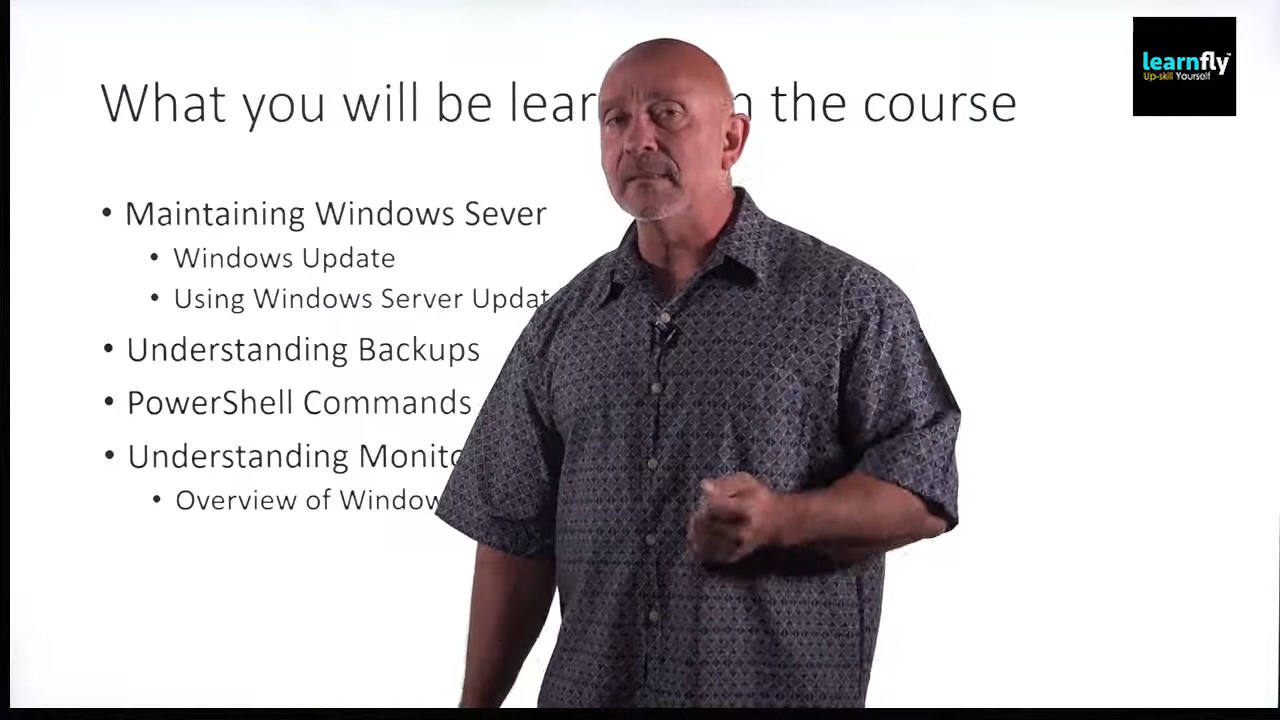 What you will be lear the course
learnfly
Up-skill Yourself
• Maintaining Windows Sever
• Windows Update
• Using Windows Server Updat
• Understanding Backups
• PowerShell Commands
• Understanding Monito
• Overview of Window